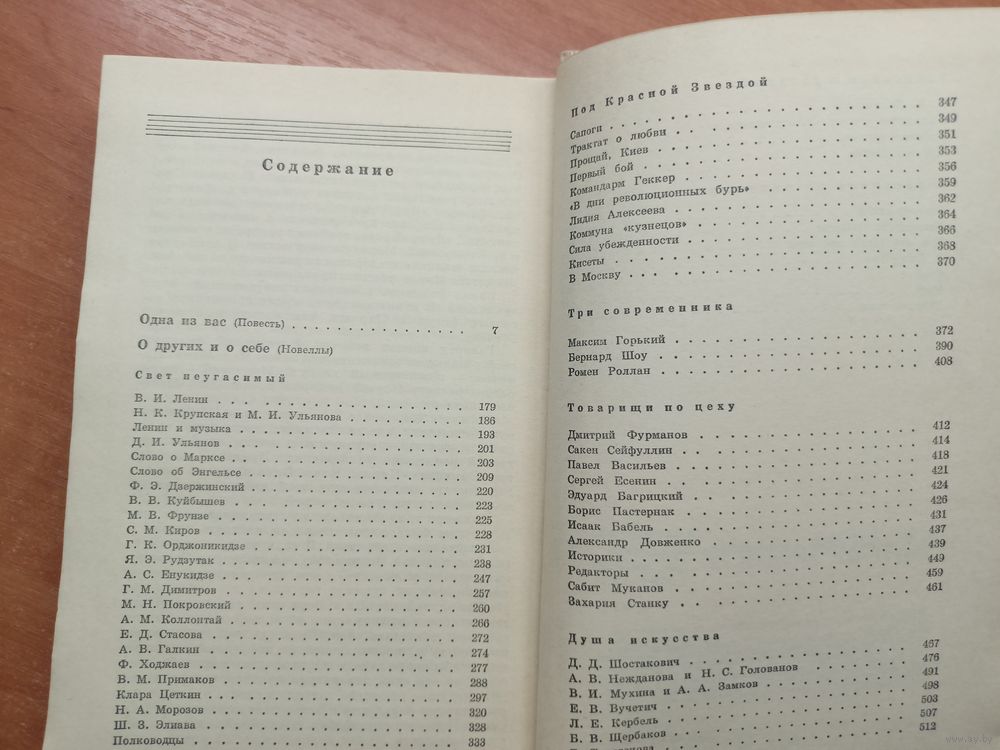 Содержание
Одна из вас (Повесть) . . . . . . . . . . . . . . . 7
О других и о себе (Новеллы)
Свет неугасимый
В. И. Ленин . . . . . . . . . . . . . . . 179
Н. К. Крупская и М. И. Ульянова . . . . . . . . . 186
Ленин и музыка . . . . . . . . . . . . . . . 193
Д. И. Ульянов . . . . . . . . . . . . . . . 201
Слово о Марксе . . . . . . . . . . . . . . . 203
Слово об Энгельсе . . . . . . . . . . . . . . . 209
Ф. Э. Дзержинский . . . . . . . . . . . . . . . 220
В. В. Куйбышев . . . . . . . . . . . . . . . 223
М. В. Фрунзе . . . . . . . . . . . . . . . 225
С. М. Киров . . . . . . . . . . . . . . . 228
Г. К. Орджоникидзе . . . . . . . . . . . . . . . 231
Я. Э. Рудзутак . . . . . . . . . . . . . . . 238
А. С. Енукидзе . . . . . . . . . . . . . . . 247
Г. М. Димитров . . . . . . . . . . . . . . . 257
М. Н. Покровский . . . . . . . . . . . . . . . 260
А. М. Коллонтай . . . . . . . . . . . . . . . 266
Е. Д. Стасова . . . . . . . . . . . . . . . 272
А. В. Галкин . . . . . . . . . . . . . . . 274
Ф. Ходжаев . . . . . . . . . . . . . . . 277
В. М. Примаков . . . . . . . . . . . . . . . 288
Клара Цеткин . . . . . . . . . . . . . . . 297
Н. А. Морозов . . . . . . . . . . . . . . . 320
Ш. З. Элиава . . . . . . . . . . . . . . . 328
Полководцы . . . . . . . . . . . . . . . 333
Под Красной Звездой
Сапоги . . . . . . . . . . . . . . . 347
Трактат о любви . . . . . . . . . . . . . . . 349
Прощай, Киев . . . . . . . . . . . . . . . 351
Первый бой . . . . . . . . . . . . . . . 353
Командарм Геккер . . . . . . . . . . . . . . . 356
«В дни революционных бурь» . . . . . . . . . . 359
Лидия Алексеева . . . . . . . . . . . . . . . 362
Коммуна «кузнецов» . . . . . . . . . . . . . . . 364
Сила убежденности . . . . . . . . . . . . . . . 366
Кисеты . . . . . . . . . . . . . . . 368
В Москву . . . . . . . . . . . . . . . 370
Три современника
Максим Горький . . . . . . . . . . . . . . . 372
Бернард Шоу . . . . . . . . . . . . . . . 390
Ромен Роллан . . . . . . . . . . . . . . . 408
Товарищи по цеху
Дмитрий Фурманов . . . . . . . . . . . . . . . 412
Сакен Сейфуллин . . . . . . . . . . . . . . . 414
Павел Васильев . . . . . . . . . . . . . . . 418
Сергей Есенин . . . . . . . . . . . . . . . 421
Эдуард Багрицкий . . . . . . . . . . . . . . . 424
Борис Пастернак . . . . . . . . . . . . . . . 426
Исаак Бабель . . . . . . . . . . . . . . . 431
Александр Довженко . . . . . . . . . . . . . . . 437
Историки . . . . . . . . . . . . . . . 439
Редакторы . . . . . . . . . . . . . . . 449
Сабит Муканов . . . . . . . . . . . . . . . 459
Захария Станку . . . . . . . . . . . . . . . 461
Душа искусства
Д. Д. Шостакович . . . . . . . . . . . . . . . 467
А. В. Нежданова и Н. С. Голованов . . . . . . . . 476
В. И. Мухина и А. А. Замков . . . . . . . . . . 491
Е. В. Вучетич . . . . . . . . . . . . . . . 498
Л. Е. Кербель . . . . . . . . . . . . . . . 503
В. В. Щербаков . . . . . . . . . . . . . . . 507
512